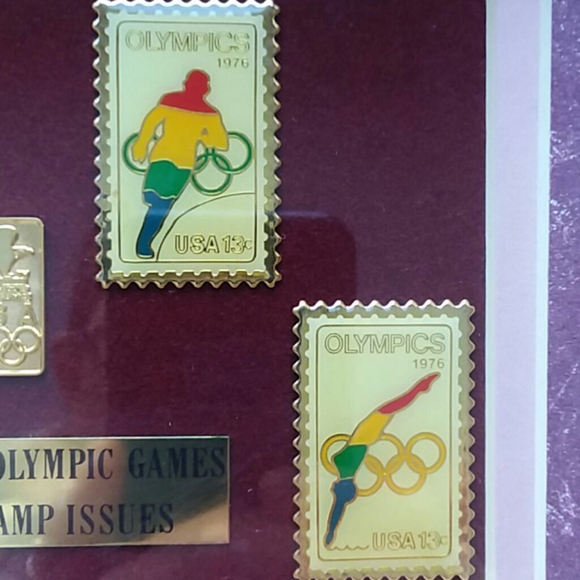 OLYMPICS
1976
USA 13c
OLYMPICS
1976
USA 13c
OLYMPIC GAMES
AMP ISSUES